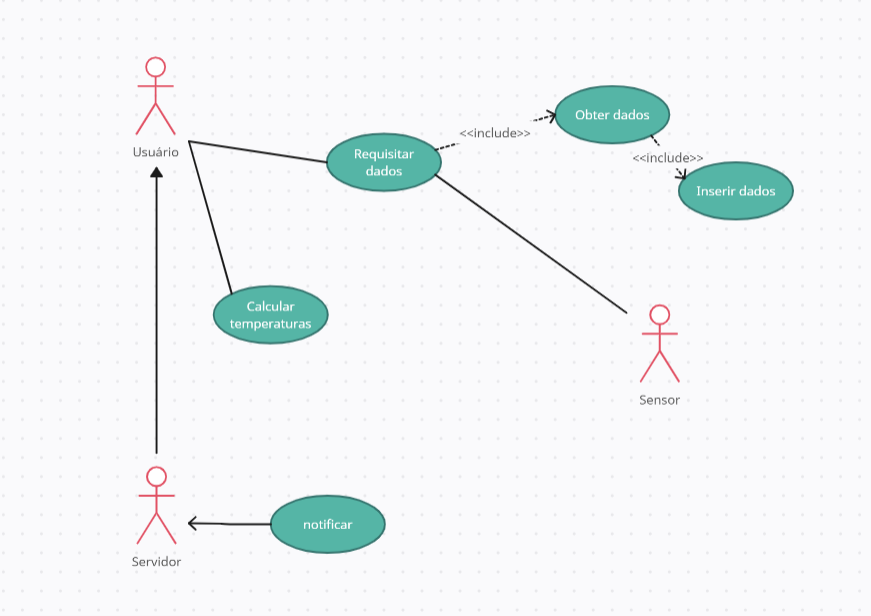 Usuário
Requisitar
dados
<<include>>
Obter dados
<<include>>
Inserir dados
Calcular
temperaturas
Sensor
Servidor
notificar